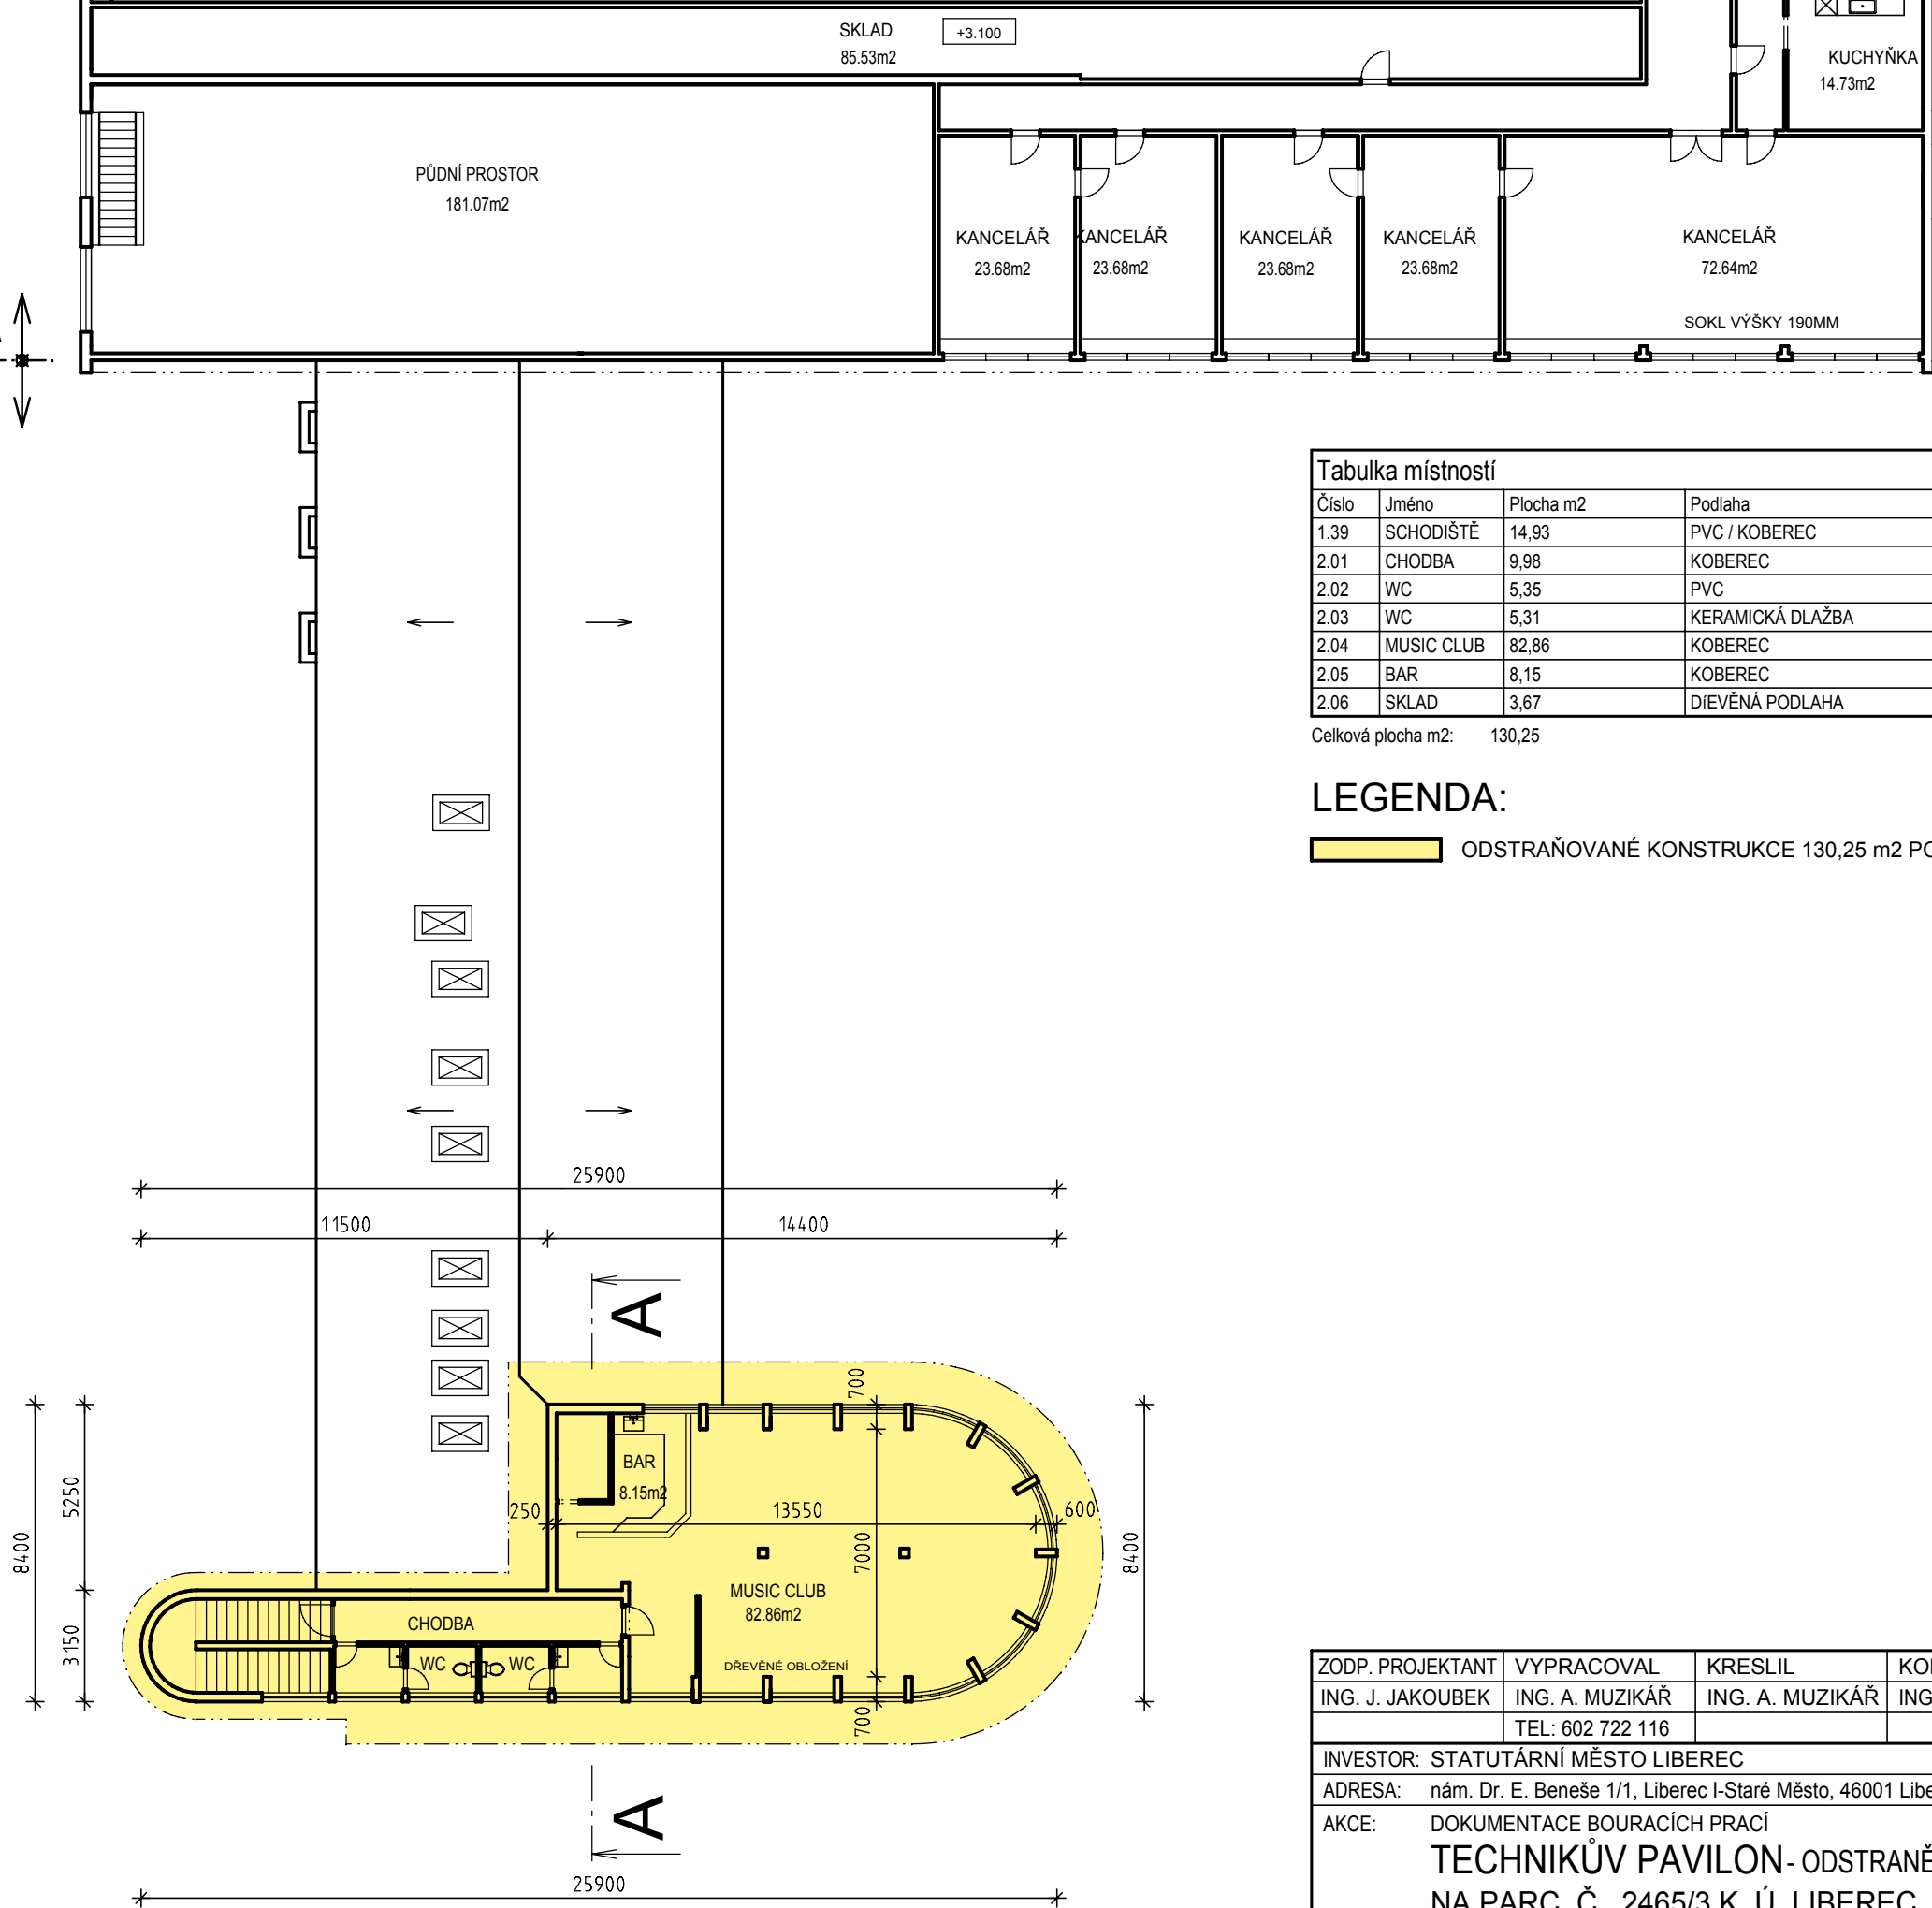 SKLAD
85.53m2
+3.100
KUCHYŇKA
14.73m2
PŮDNÍ PROSTOR
181.07m2
KANCELÁŘ
23.68m2
KANCELÁŘ
23.68m2
KANCELÁŘ
23.68m2
KANCELÁŘ
23.68m2
KANCELÁŘ
72.64m2
SOKL VÝŠKY 190MM
Tabulka místností
Číslo Jméno Plocha m2 Podlaha
1.39 SCHODIŠTĚ 14,93 PVC / KOBEREC
2.01 CHODBA 9,98 KOBEREC
2.02 WC 5,35 PVC
2.03 WC 5,31 KERAMICKÁ DLAŽBA
2.04 MUSIC CLUB 82,86 KOBEREC
2.05 BAR 8,15 KOBEREC
2.06 SKLAD 3,67 DíEVĚNÁ PODLAHA
Celková plocha m2: 130,25
LEGENDA:
ODSTRAŇOVANÉ KONSTRUKCE 130,25 m2
25900
11500 14400
A
700
8400
5250
3150
BAR
8.15m2
250
13550
600
7000
8400
MUSIC CLUB
82.86m2
CHODBA
WC
WC
DŘEVĚNÉ OBLOŽENÍ
700
A
25900
ZODP. PROJEKTANT VYPRACOVAL KRESLIL
ING. J. JAKOUBEK ING. A. MUZIKÁŘ ING. A. MUZIKÁŘ ING
TEL: 602 722 116
INVESTOR: STATUTÁRNÍ MĚSTO LIBEREC
ADRESA: nám. Dr. E. Beneše 1/1, Liberec I-Staré Město, 46001
AKCE: DOKUMENTACE BOURACÍCH PRACÍ
TECHNIKŮV PAVILON - ODSTRANĚ
NA PARC. Č. 2465/3 K. Ú. LIBEREC